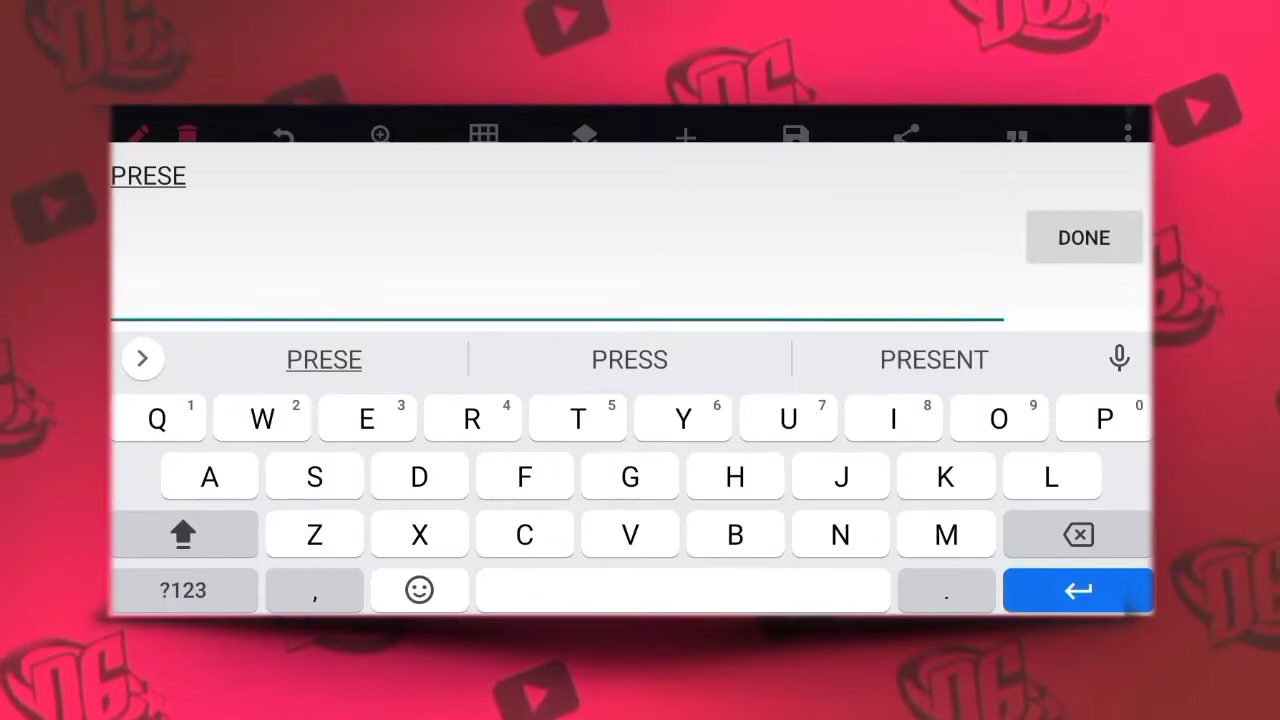 PRESE
DONE
PRESE PRESS PRESENT
Q 1 W 2 E 3 R 4 T 5 Y 6 U 7 I 8 O 9 P 0
A S D F G H J K L
Z X C V B N M
?123 , .